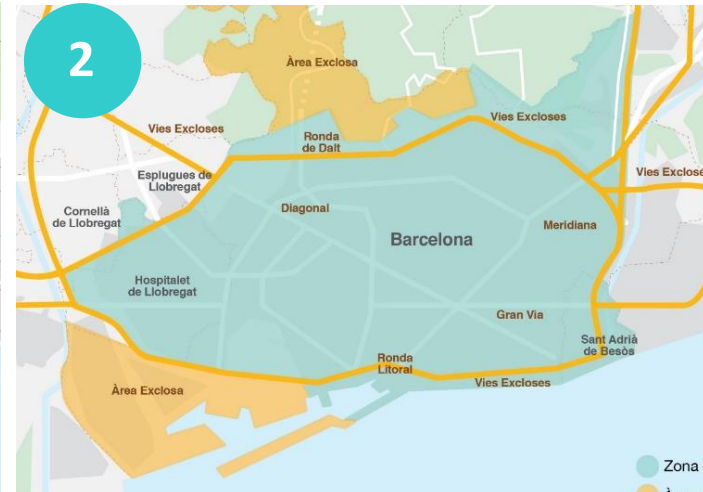 2
Àrea Exclosa
Vies Excloses
Vies Excloses
Ronda
de Dalt
Esplugues de
Llobregat
Vies
Diagonal
Cornellà
de Llobregat
Meridiana
Barcelona
Hospitalet
de Llobregat
Gran Via
Sant Adrià
de Besòs
Ronda
Litoral
Vies Excloses
Àrea Exclosa
Zona